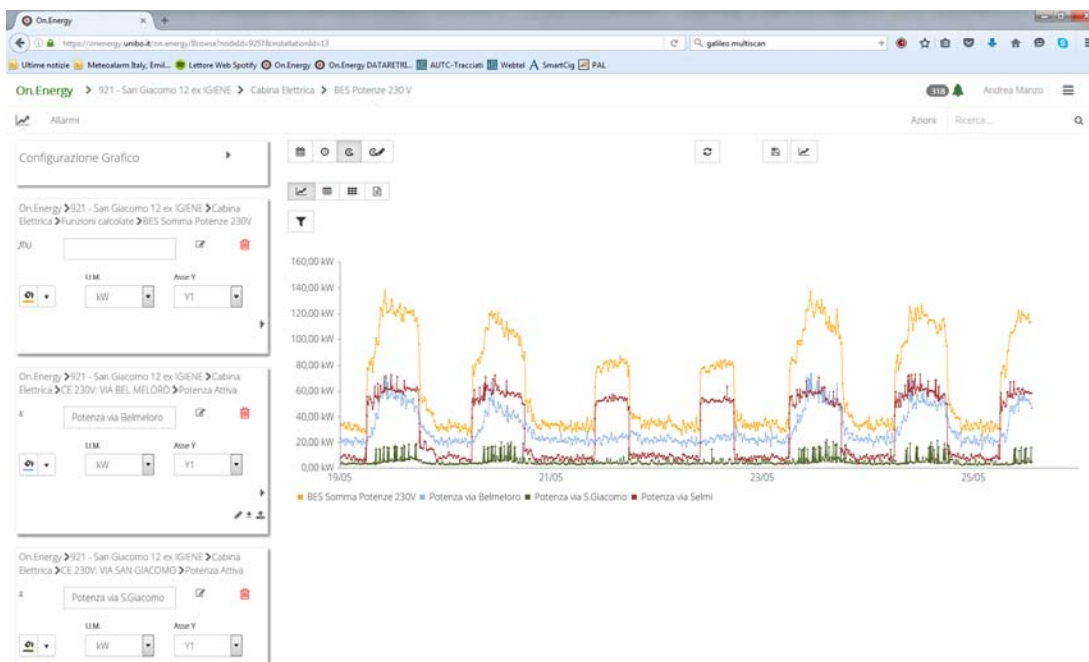 On.Energy
https://onenergy.unibo.it/on.energy/Browse?nodeId=9257&installationId=13
galileo multiscan
Ultime notizie Meteoalarm Italy, Emil... Lettore Web Spotify On.Energy On.Energy DATARETRI... AUTC-Tracciati Webtel SmartCig PAL
On.Energy > 921 - San Giacomo 12 ex IGIENE > Cabina Elettrica > BES Potenze 230 V
318 Andrea Manzo
Allarmi
Azioni Ricerca ...
Configurazione Grafico
On.Energy >921 - San Giacomo 12 ex IGIENE >Cabina
Elettrica >Funzioni calcolate >BES Somma Potenze 230V
f(x)
U.M. Asse Y
kW Y1
On.Energy >921 - San Giacomo 12 ex IGIENE >Cabina
Elettrica >CE 230V: VIA BEL MELORO >Potenza Attiva
x Potenza via Belmeloro
U.M. Asse Y
kW Y1
On.Energy >921 - San Giacomo 12 ex IGIENE >Cabina
Elettrica >CE 230V: VIA SAN GIACOMO >Potenza Attiva
x Potenza via S.Giacomo
U.M. Asse Y
kW Y1
160,00 kW
140,00 kW
120,00 kW
100,00 kW
80,00 kW
60,00 kW
40,00 kW
20,00 kW
0,00 kW
19/05 21/05 23/05 25/05
BES Somma Potenze 230V Potenza via Belmeloro Potenza via S.Giacomo Potenza via Selmi